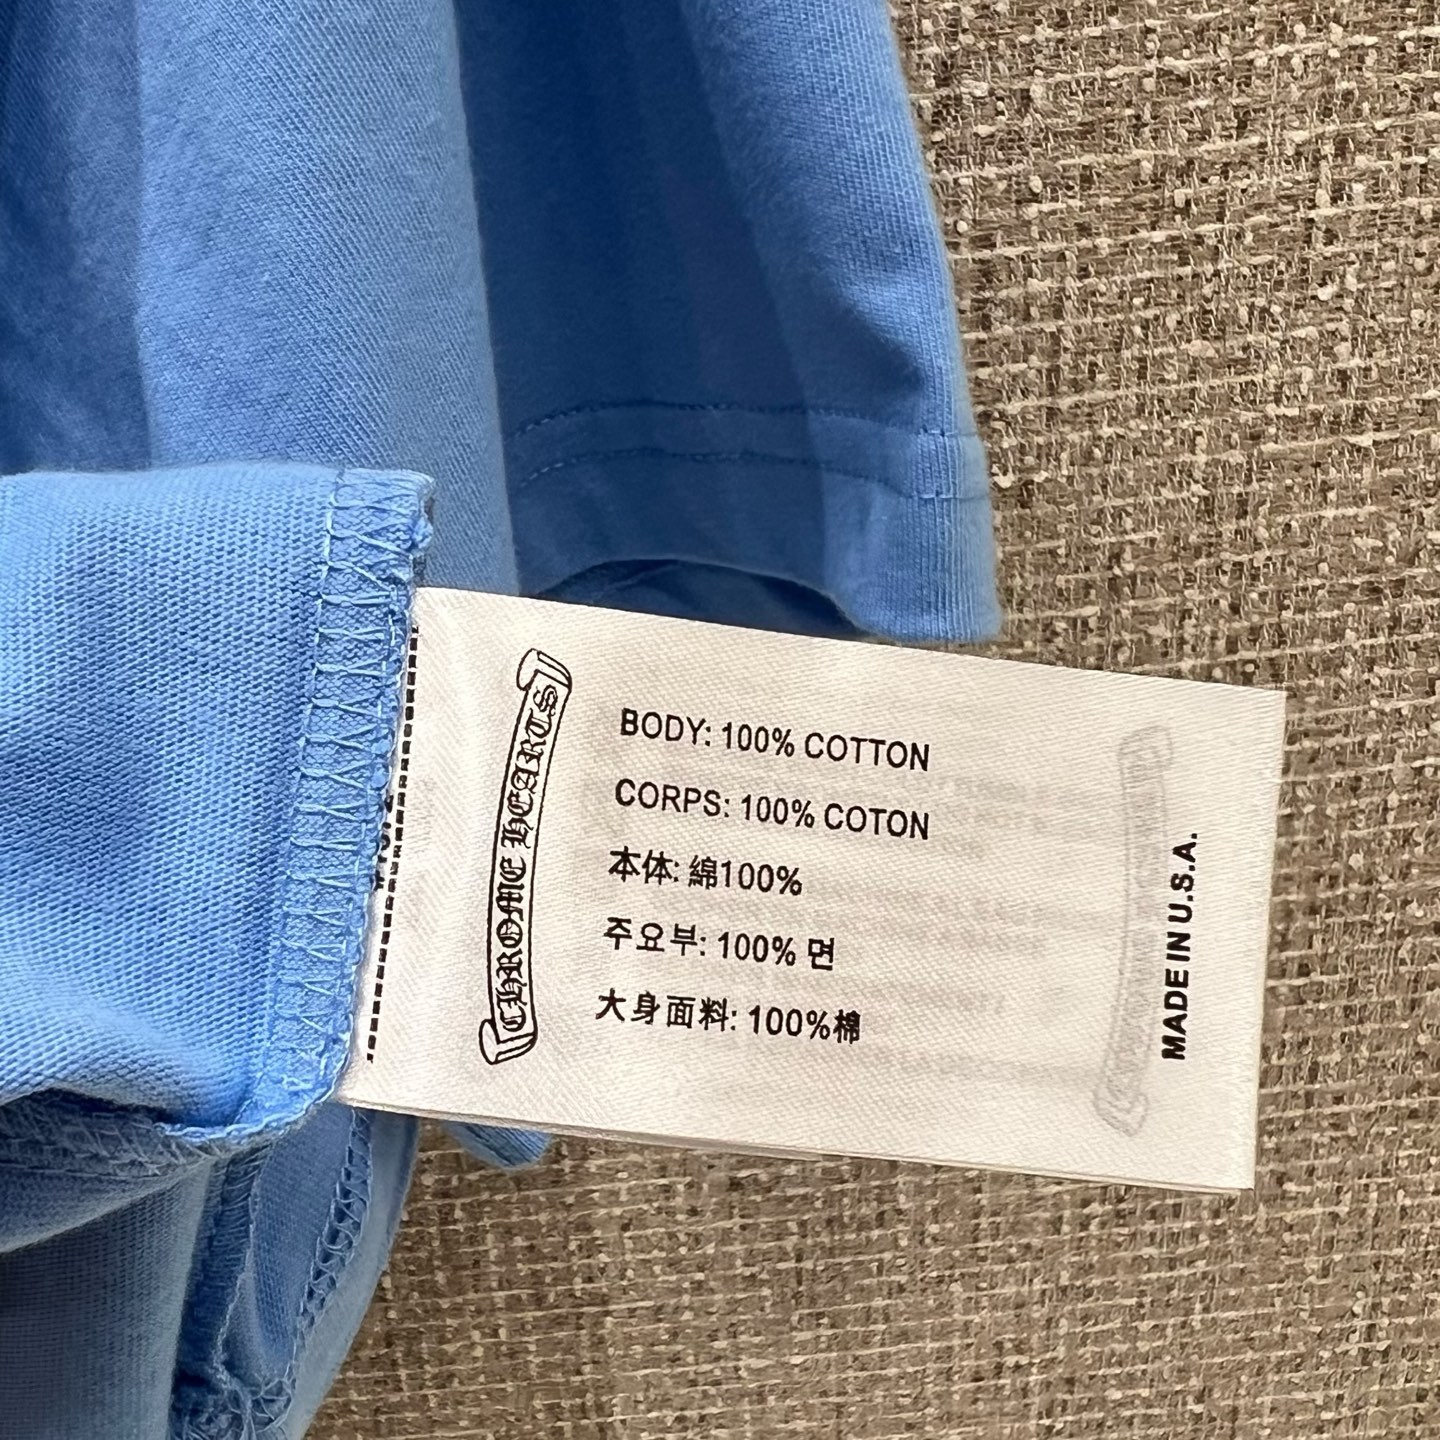 CHROME HEARTS
BODY: 100% COTTON
CORPS: 100% COTON
本体: 綿100%
주요부: 100% 면
大身面料: 100%棉
MADE IN U.S.A.